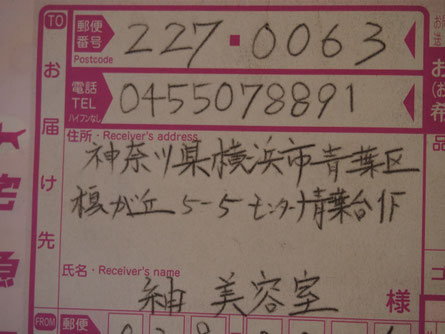 TO
郵便番号 Postcode
227-0063
電話 TEL ハイフンなし
0455078891
お届け先
住所・Receiver's address
神奈川県横浜市青葉区
榎が丘 5-5 センター青葉台1F
氏名・Receiver's name
紳 美容室
様
FROM
郵便